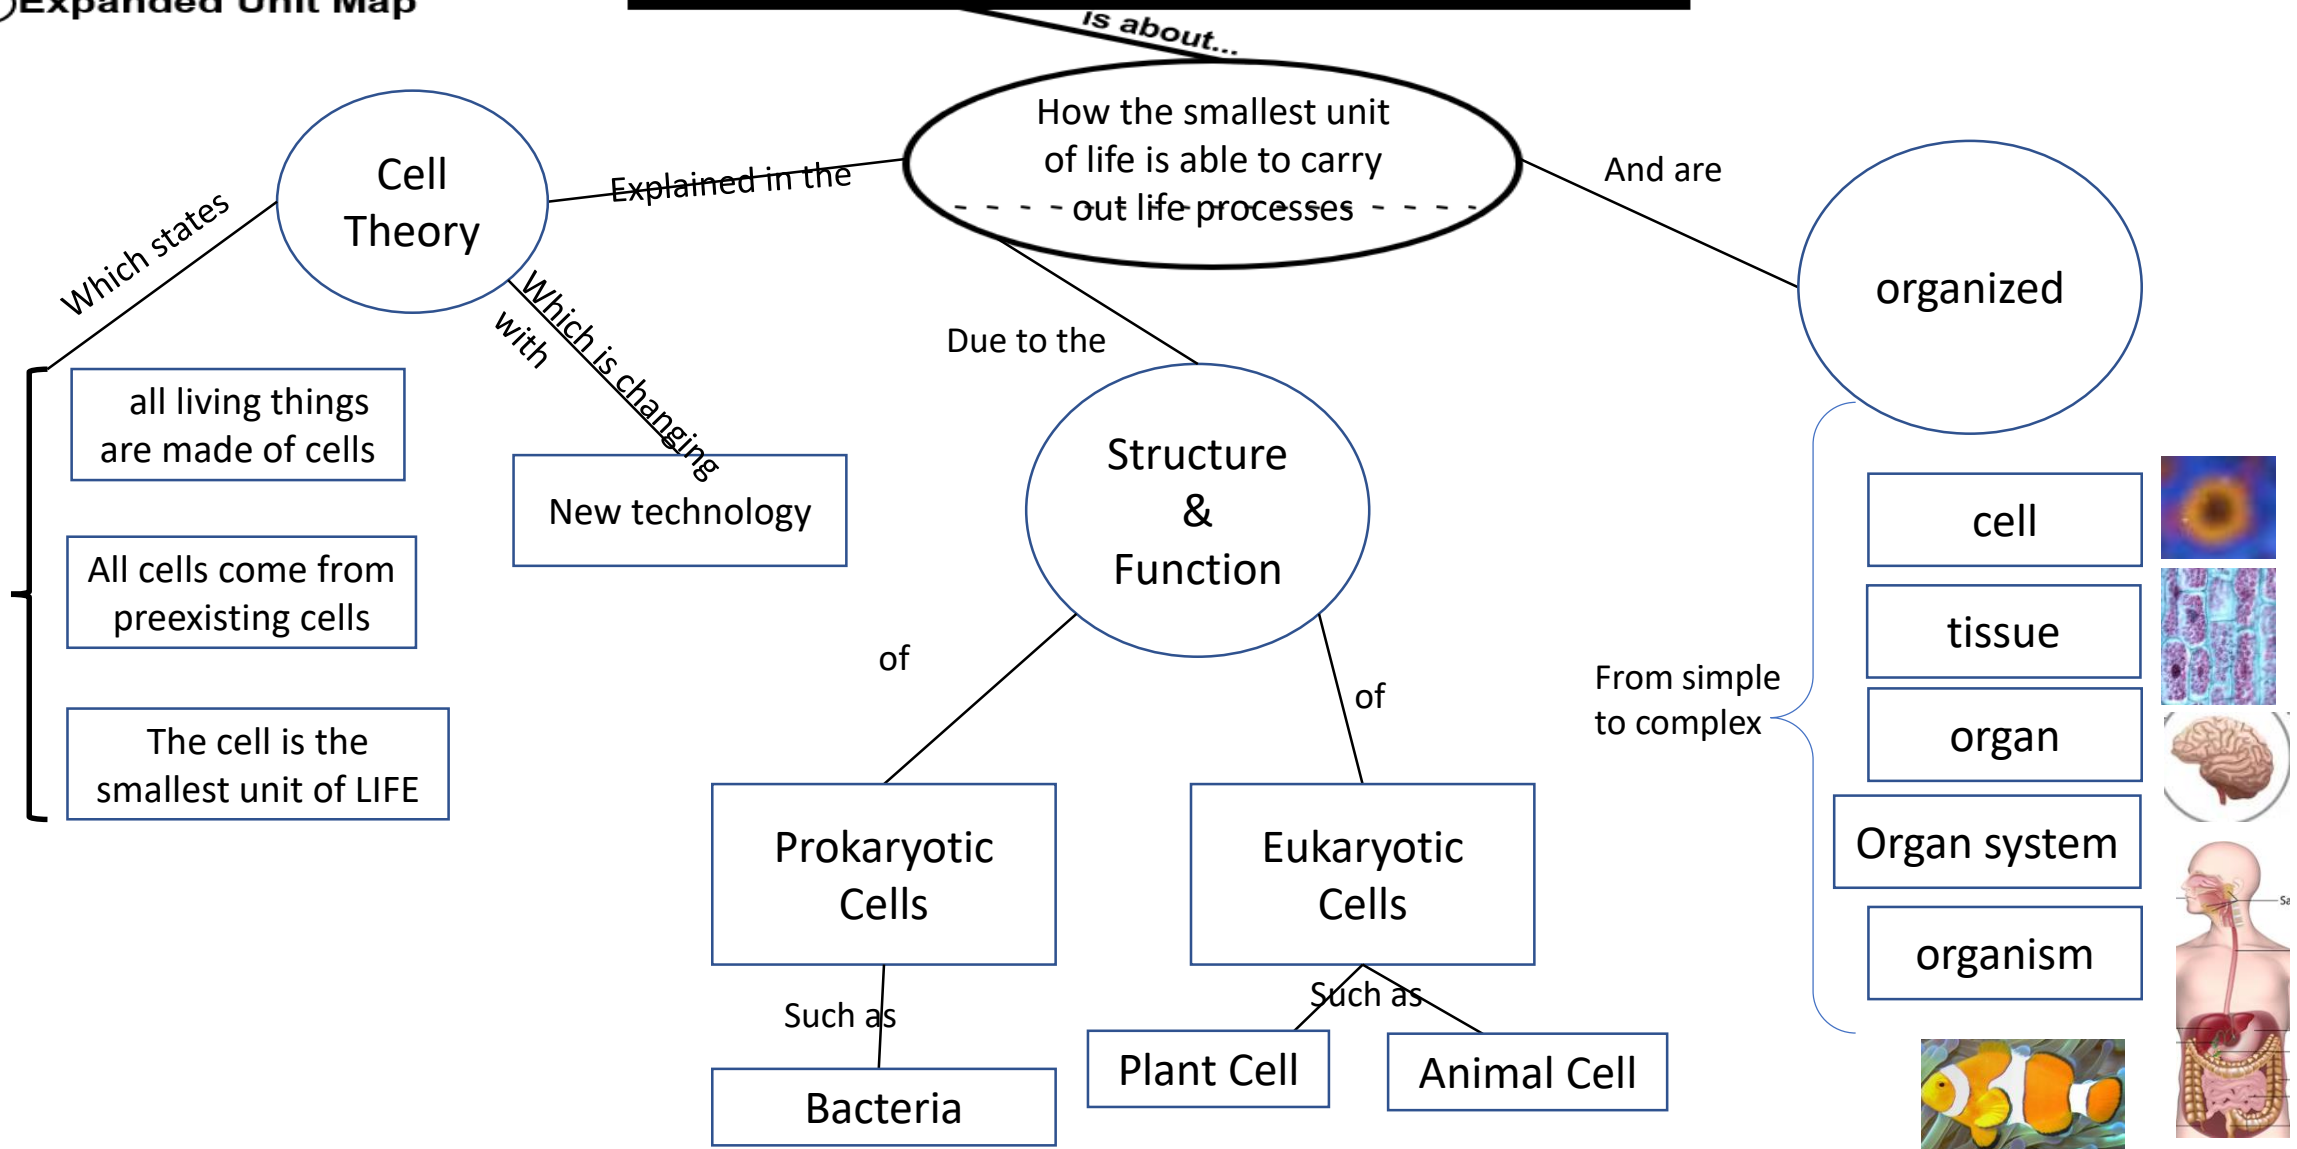 Expanded Unit Map
is about...
How the smallest unit
of life is able to carry
out life processes
Explained in the
Cell
Theory
Which states
all living things
are made of cells
All cells come from
preexisting cells
The cell is the
smallest unit of LIFE
Which is changing
with
New technology
Due to the
Structure
&
Function
of
Prokaryotic
Cells
Such as
Bacteria
of
Eukaryotic
Cells
Such as
Plant Cell
Animal Cell
And are
organized
From simple
to complex
cell
tissue
organ
Organ system
organism
Sa